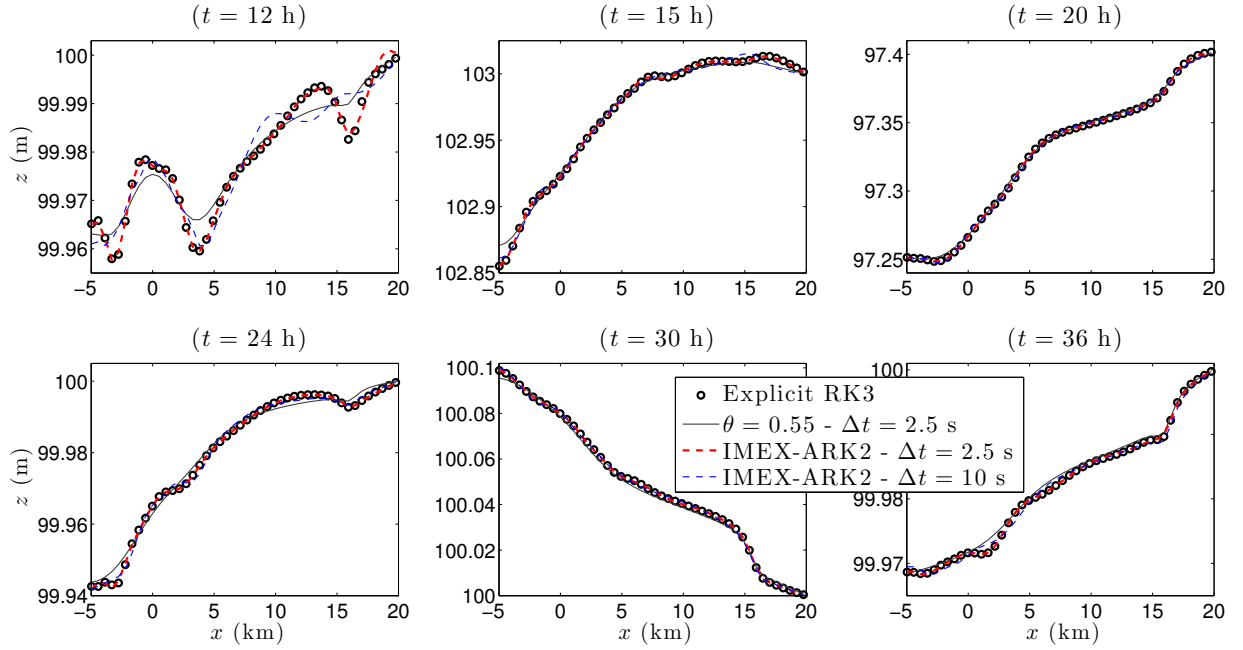 (t = 12 h)
(t = 15 h)
(t = 20 h)
100
99.99
99.98
99.97
99.96
z (m)
−5 0 5 10 15 20
103
102.95
102.9
102.85
−5 0 5 10 15 20
97.4
97.35
97.3
97.25
−5 0 5 10 15 20
(t = 24 h)
(t = 30 h)
(t = 36 h)
100
99.98
99.96
99.94
z (m)
−5 0 5 10 15 20
x (km)
100.1
100.08
100.06
100.04
100.02
100
−5 0 5 10 15 20
x (km)
100
99.98
99.97
−5 0 5 10 15 20
x (km)
Explicit RK3
θ = 0.55 - Δt = 2.5 s
IMEX-ARK2 - Δt = 2.5 s
IMEX-ARK2 - Δt = 10 s